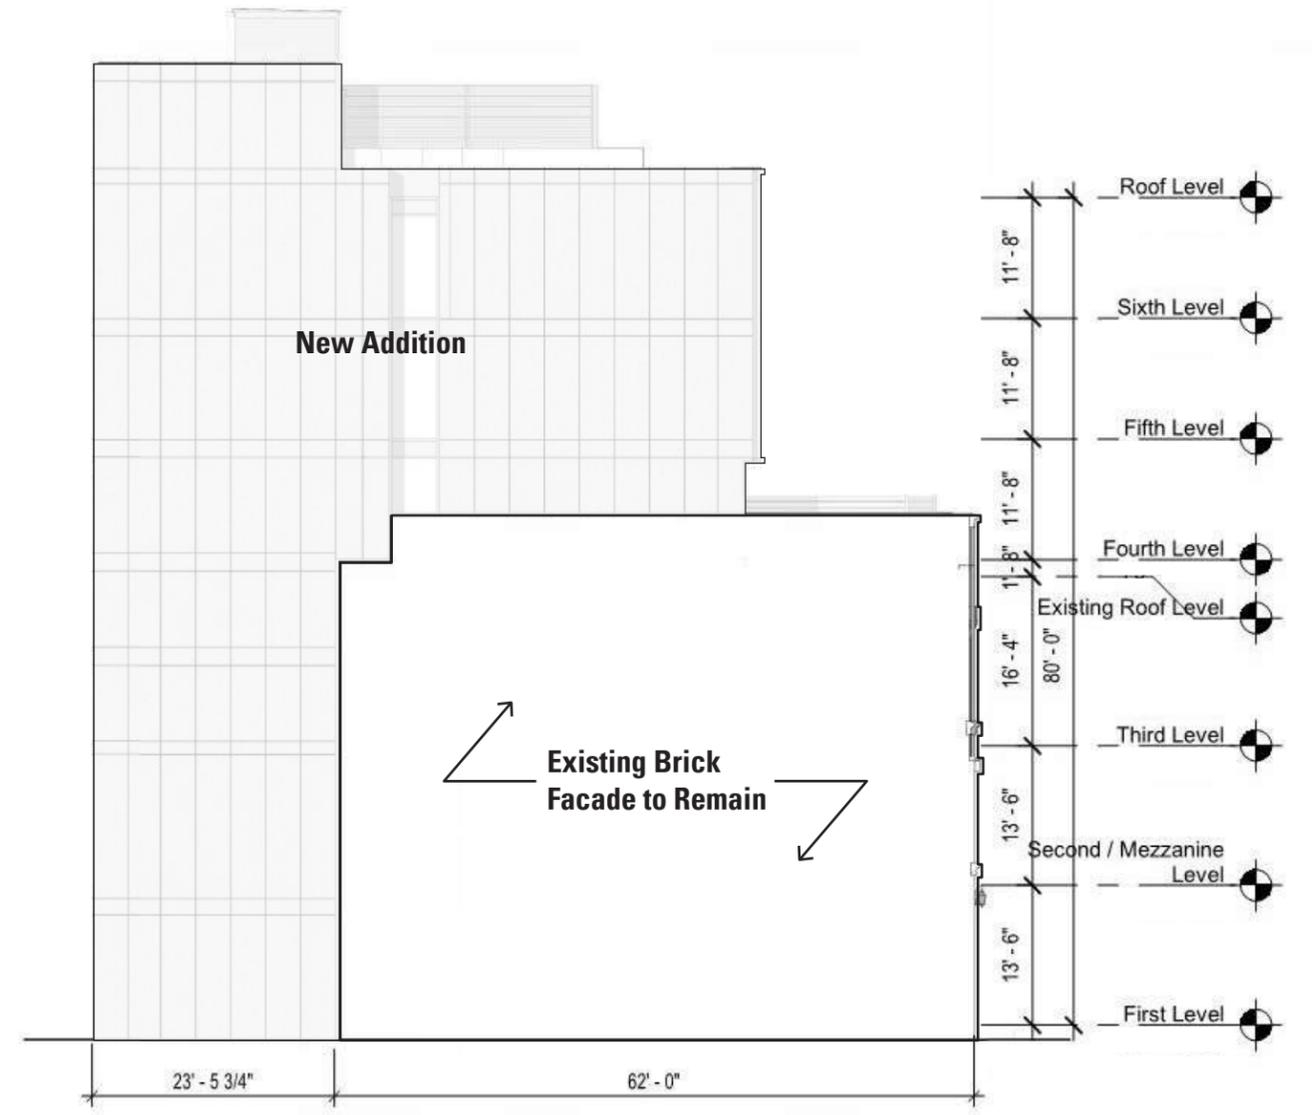 Roof Level
11' - 8"
Sixth Level
New Addition
11' - 8"
Fifth Level
11' - 8"
Fourth Level
1' - 8"
Existing Roof Level
16' - 4"
80' - 0"
Third Level
Existing Brick
Facade to Remain
13' - 6"
Second / Mezzanine
Level
13' - 6"
First Level
23' - 5 3/4"
62' - 0"